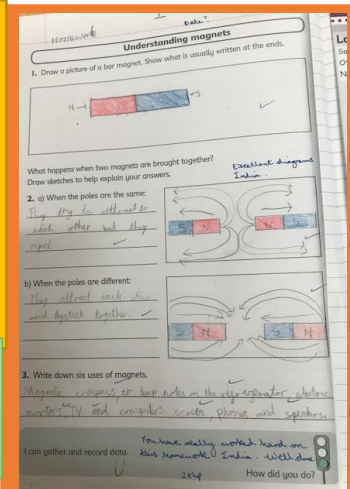 Homework
Date?
Understanding magnets
1. Draw a picture of a bar magnet. Show what is usually written at the ends.
N S
What happens when two magnets are brought together?
Draw sketches to help explain your answers.
Excellent diagrams
India.
2. a) When the poles are the same:
They try to attract to
each other but they
repel
S N N S
b) When the poles are different:
They attract each other
and together.
S N S N
3. Write down six uses of magnets.
Magnetic compass, to keep notes on the refrigerator, electric
motors, TV and computer screen, phones and speakers.
I can gather and record data.
You have really worked hard on
this homework India. Well done
2Khp
How did you do?